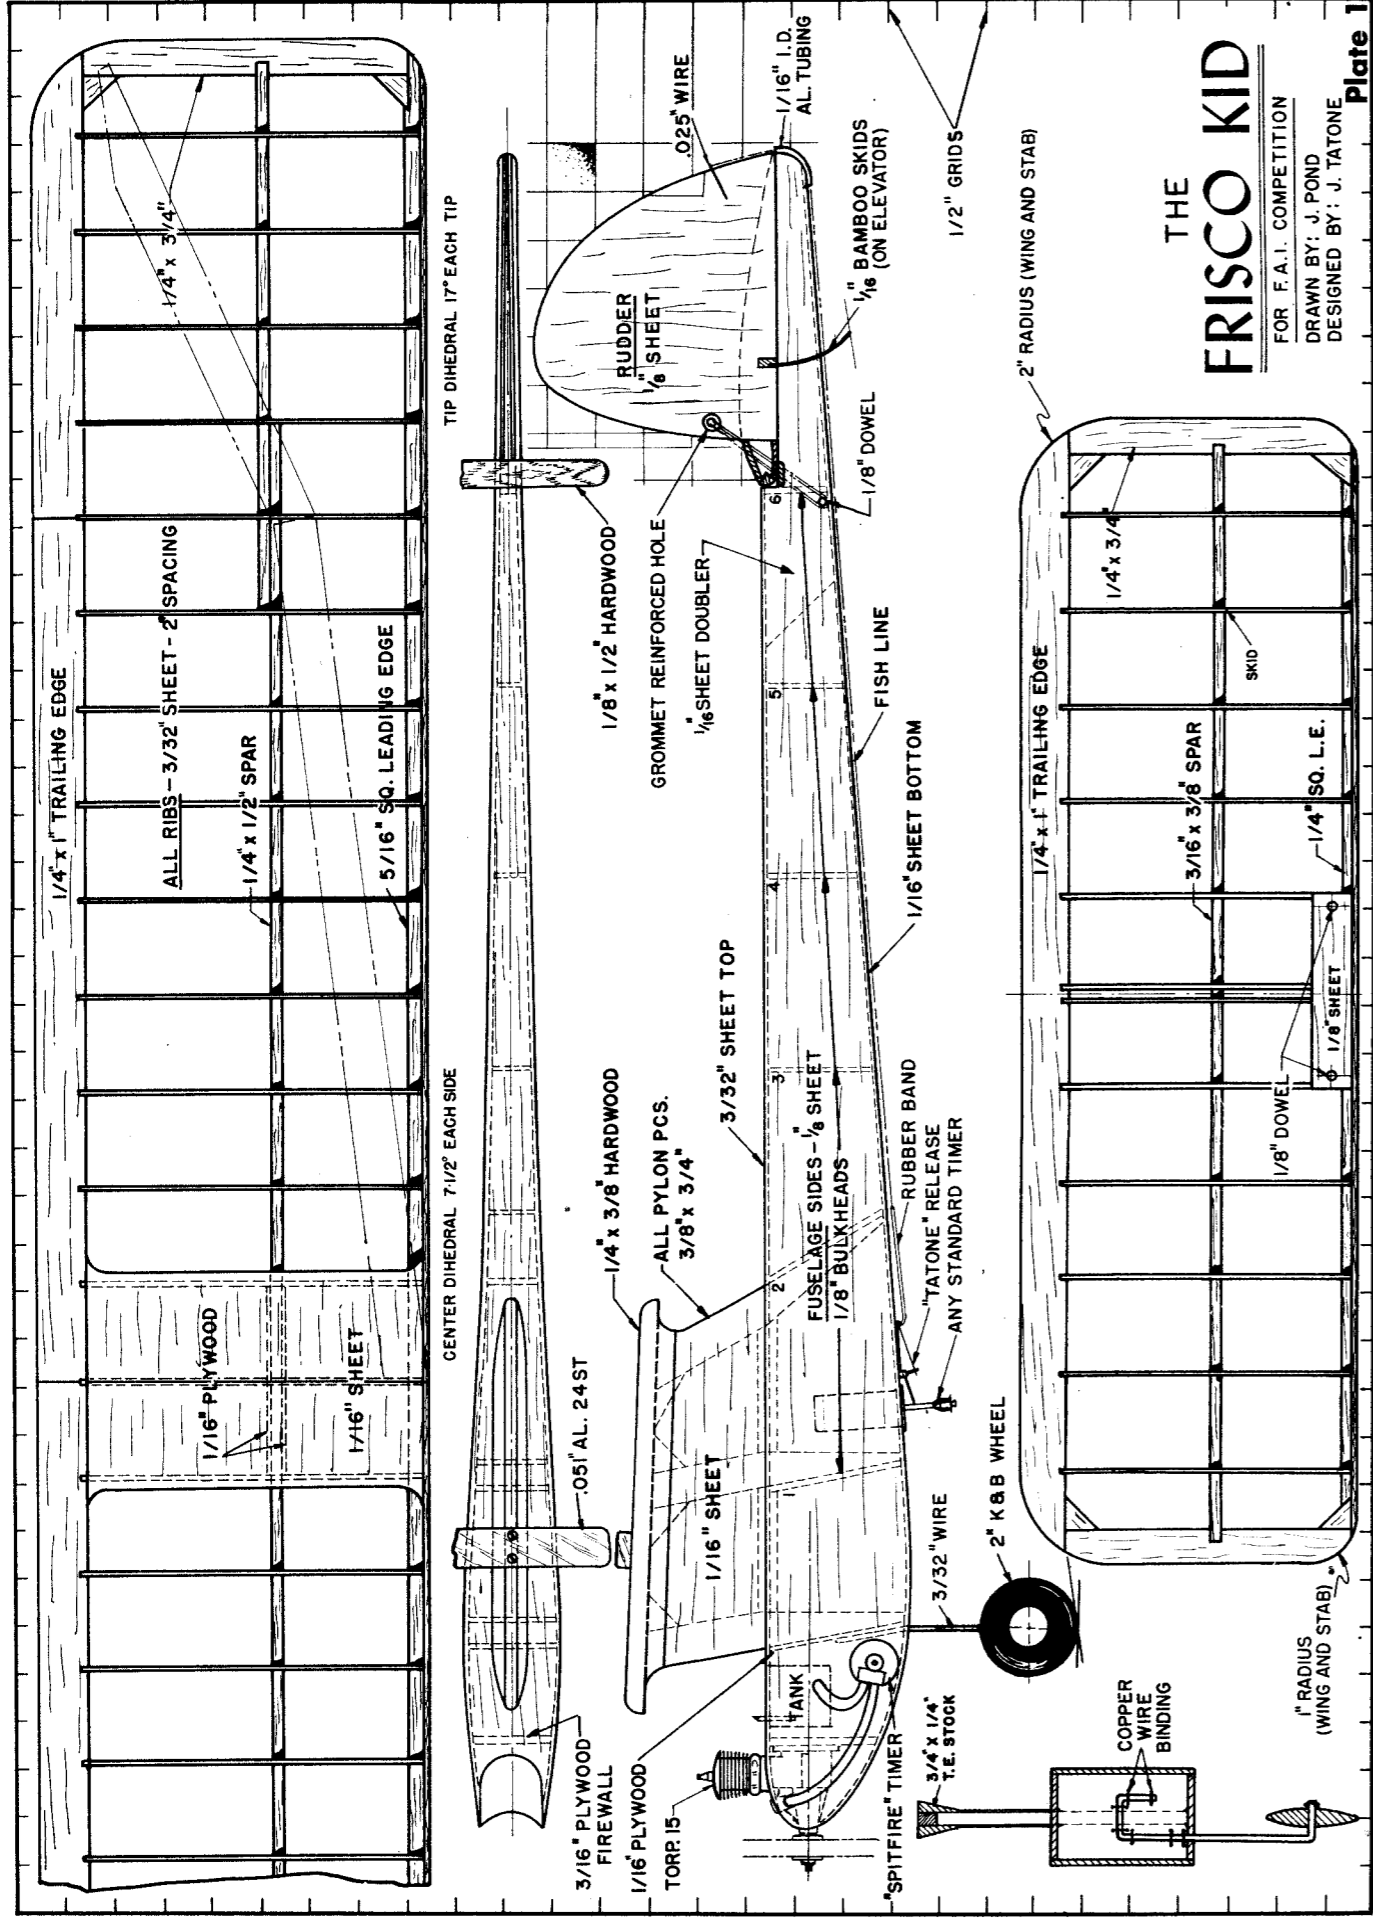 1/4" x 1" TRAILING EDGE
ALL RIBS - 3/32" SHEET - 2" SPACING
1/4" x 1/2" SPAR
5/16" SQ. LEADING EDGE
1/4" x 3/4"
1/16" PLYWOOD
1/16" SHEET
CENTER DIHEDRAL 7-1/2° EACH SIDE
TIP DIHEDRAL 17° EACH TIP
.051" AL. 24ST
3/16" PLYWOOD
FIREWALL
1/16" PLYWOOD
TORP. 15
1/8" x 1/2" HARDWOOD
GROMMET REINFORCED HOLE
1/16" SHEET DOUBLER
RUDDER
1/8" SHEET
.025" WIRE
1/16" I.D.
AL. TUBING
1/16" BAMBOO SKIDS
(ON ELEVATOR)
1/8" DOWEL
1/2" GRIDS
1/4" x 3/8" HARDWOOD
ALL PYLON PCS.
3/8" x 3/4"
3/32" SHEET TOP
1/16" SHEET
FUSELAGE SIDES - 1/8" SHEET
1/8" BULKHEADS
1
2
3
4
5
6
TANK
FISH LINE
1/16" SHEET BOTTOM
RUBBER BAND
"TATONE" RELEASE
ANY STANDARD TIMER
3/32" WIRE
2" K&B WHEEL
"SPITFIRE" TIMER
3/4" x 1/4"
T.E. STOCK
COPPER
WIRE
BINDING
1" RADIUS
(WING AND STAB)
2" RADIUS (WING AND STAB)
1/4" x 1" TRAILING EDGE
1/4" x 3/4"
SKID
3/16" x 3/8" SPAR
1/4" SQ. L.E.
1/8" DOWEL
1/8" SHEET
THE
FRISCO KID
FOR F.A.I. COMPETITION
DRAWN BY: J. POND
DESIGNED BY: J. TATONE
Plate 1